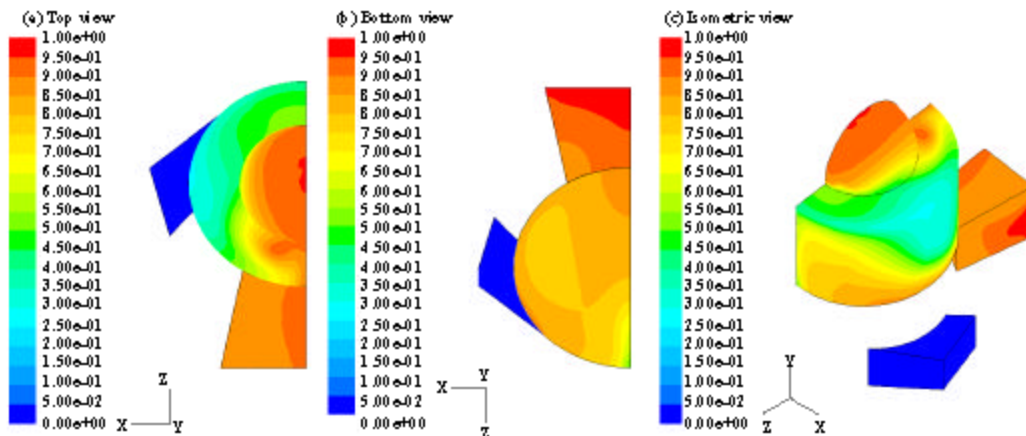 (a) Top view
1.00e+00
9.50e-01
9.00e-01
8.50e-01
8.00e-01
7.50e-01
7.00e-01
6.50e-01
6.00e-01
5.50e-01
5.00e-01
4.50e-01
4.00e-01
3.50e-01
3.00e-01
2.50e-01
2.00e-01
1.50e-01
1.00e-01
5.00e-02
0.00e+00
Z
X
Y
(b) Bottom view
1.00e+00
9.50e-01
9.00e-01
8.50e-01
8.00e-01
7.50e-01
7.00e-01
6.50e-01
6.00e-01
5.50e-01
5.00e-01
4.50e-01
4.00e-01
3.50e-01
3.00e-01
2.50e-01
2.00e-01
1.50e-01
1.00e-01
5.00e-02
0.00e+00
X
Y
Z
(c) Isometric view
1.00e+00
9.50e-01
9.00e-01
8.50e-01
8.00e-01
7.50e-01
7.00e-01
6.50e-01
6.00e-01
5.50e-01
5.00e-01
4.50e-01
4.00e-01
3.50e-01
3.00e-01
2.50e-01
2.00e-01
1.50e-01
1.00e-01
5.00e-02
0.00e+00
Y
Z
X